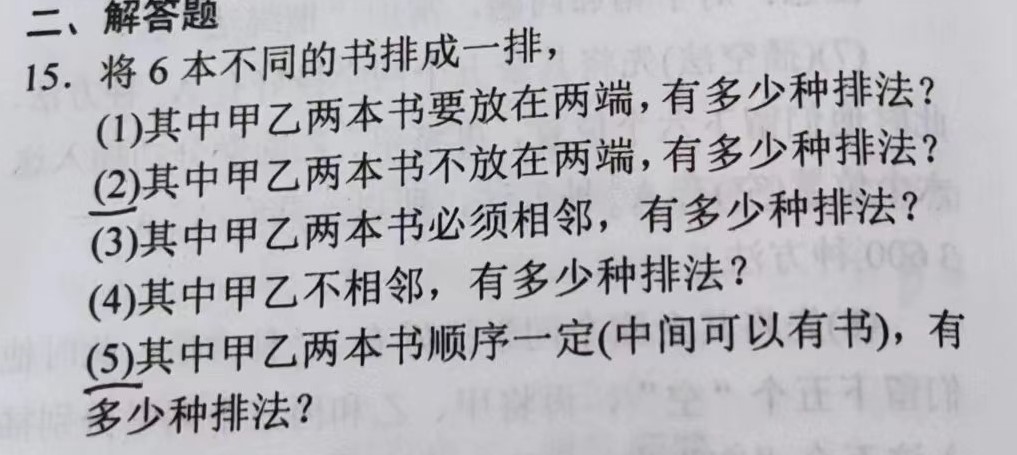 二、解答题
15. 将 6 本不同的书排成一排，
(1)其中甲乙两本书要放在两端，有多少种排法？
(2)其中甲乙两本书不放在两端，有多少种排法？
(3)其中甲乙两本书必须相邻，有多少种排法？
(4)其中甲乙不相邻，有多少种排法？
(5)其中甲乙两本书顺序一定(中间可以有书)，有
多少种排法？